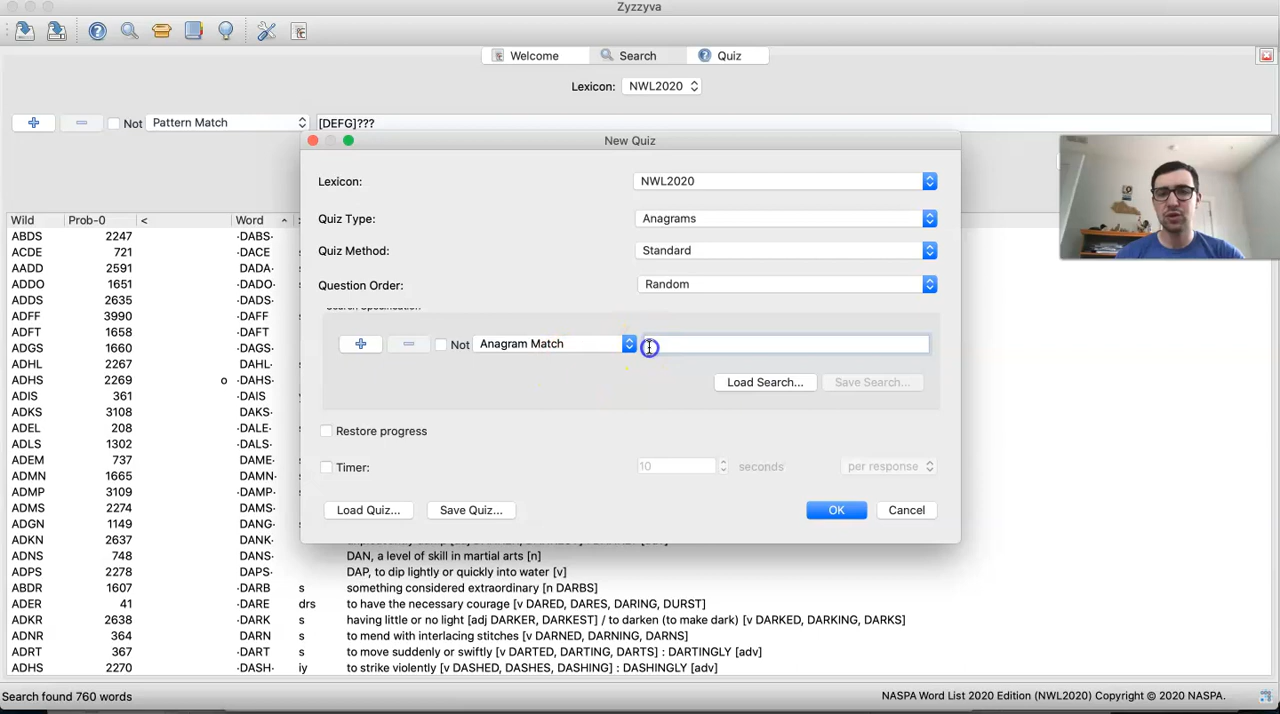 Zyzzyva
Welcome Search Quiz
Lexicon: NWL2020
Not Pattern Match [DEFG]???
New Quiz
Lexicon: NWL2020
Quiz Type: Anagrams
Quiz Method: Standard
Question Order: Random
Not Anagram Match
Load Search... Save Search...
Restore progress
Timer: 10 seconds per response
Load Quiz... Save Quiz... OK Cancel
Wild Prob-0 < Word
ABDS 2247 ·DABS·
ACDE 721 ·DACE s
AADD 2591 DADA·
ADDO 1651 DADO·
ADDS 2635 ·DADS·
ADFF 3990 DAFF·
ADFT 1658 DAFT
ADGS 1660 ·DAGS·
ADHL 2267 DAHL·
ADHS 2269 o ·DAHS·
ADIS 361 ·DAIS
ADKS 3108 DAKS·
ADEL 208 ·DALE·
ADLS 1302 ·DALS·
ADEM 737 DAME·
ADMN 1665 DAMN·
ADMP 3109 ·DAMP·
ADMS 2274 DAMS·
ADGN 1149 DANG·
ADKN 2637 DANK·
ADNS 748 DANS· DAN, a level of skill in martial arts [n]
ADPS 2278 DAPS· DAP, to dip lightly or quickly into water [v]
ABDR 1607 ·DARB s something considered extraordinary [n DARBS]
ADER 41 ·DARE drs to have the necessary courage [v DARED, DARES, DARING, DURST]
ADKR 2638 ·DARK s having little or no light [adj DARKER, DARKEST] / to darken (to make dark) [v DARKED, DARKING, DARKS]
ADNR 364 DARN s to mend with interlacing stitches [v DARNED, DARNING, DARNS]
ADRT 367 DART s to move suddenly or swiftly [v DARTED, DARTING, DARTS] : DARTINGLY [adv]
ADHS 2270 ·DASH· iy to strike violently [v DASHED, DASHES, DASHING] : DASHINGLY [adv]
Search found 760 words NASPA Word List 2020 Edition (NWL2020) Copyright © 2020 NASPA.